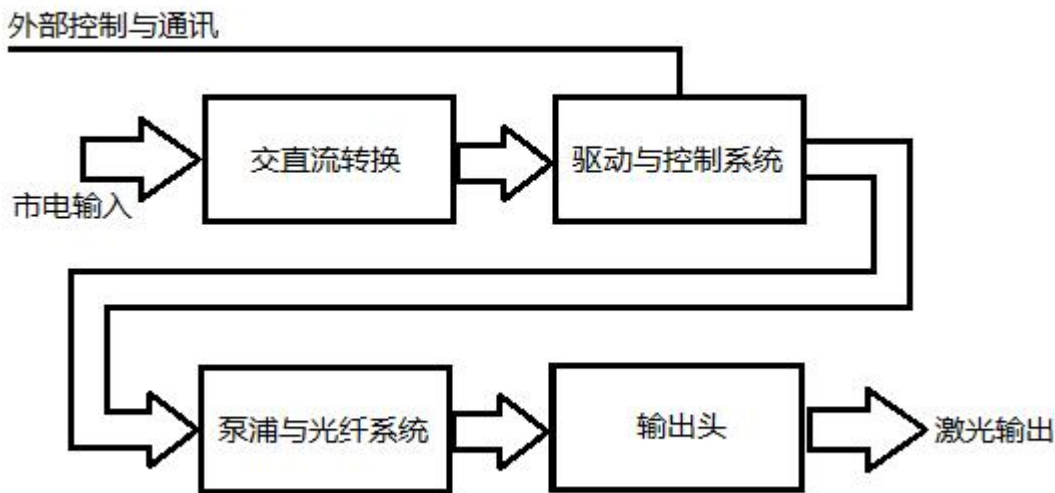 外部控制与通讯
交直流转换
驱动与控制系统
市电输入
泵浦与光纤系统
输出头
激光输出